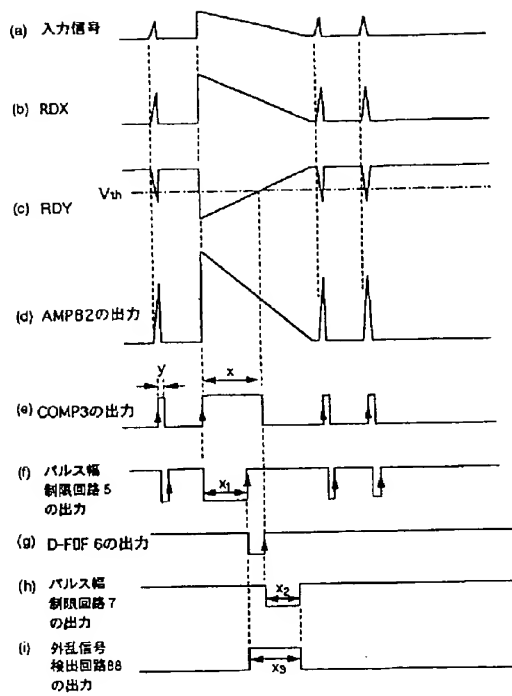 (a) 入力信号
(b) RDX
Vth
(c) RDY
(d) AMP82の出力
y
x
(e) COMP3の出力
(f) パルス幅
制限回路5
の出力
x1
(g) D-F0F 6の出力
(h) パルス幅
制限回路7
の出力
x2
(i) 外乱信号
検出回路88
の出力
x3